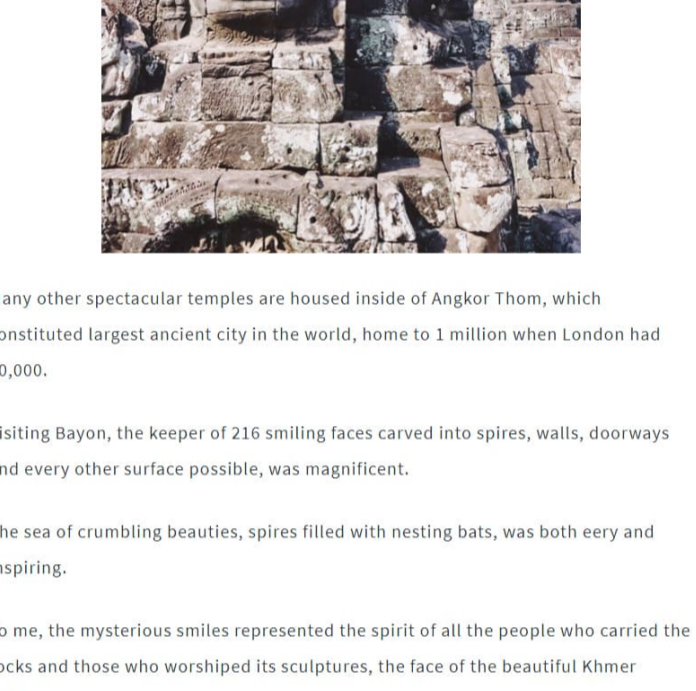 any other spectacular temples are housed inside of Angkor Thom, which
onstituted largest ancient city in the world, home to 1 million when London had
0,000.
isiting Bayon, the keeper of 216 smiling faces carved into spires, walls, doorways
nd every other surface possible, was magnificent.
he sea of crumbling beauties, spires filled with nesting bats, was both eery and
nspiring.
o me, the mysterious smiles represented the spirit of all the people who carried the
ocks and those who worshiped its sculptures, the face of the beautiful Khmer